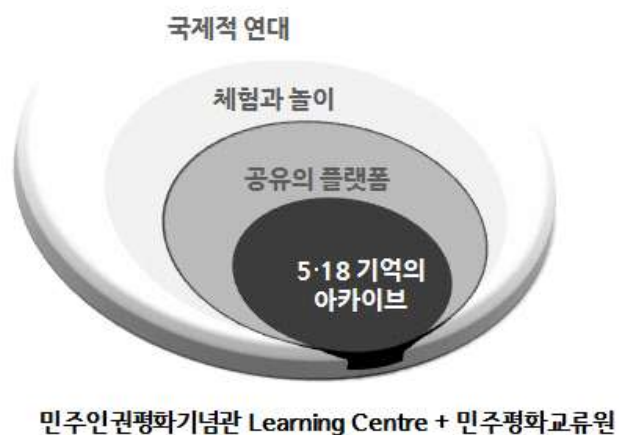 국제적 연대
체험과 놀이
공유의 플랫폼
5·18 기억의
아카이브
민주인권평화기념관 Learning Centre + 민주평화교류원